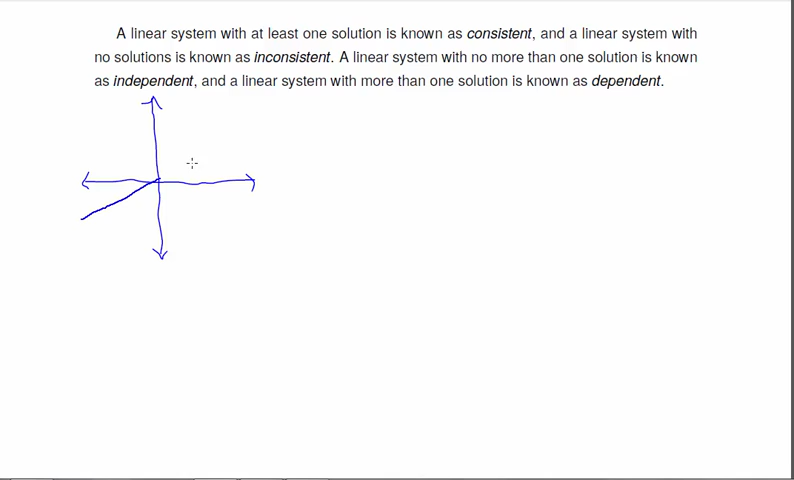 A linear system with at least one solution is known as consistent, and a linear system with
no solutions is known as inconsistent. A linear system with no more than one solution is known
as independent, and a linear system with more than one solution is known as dependent.